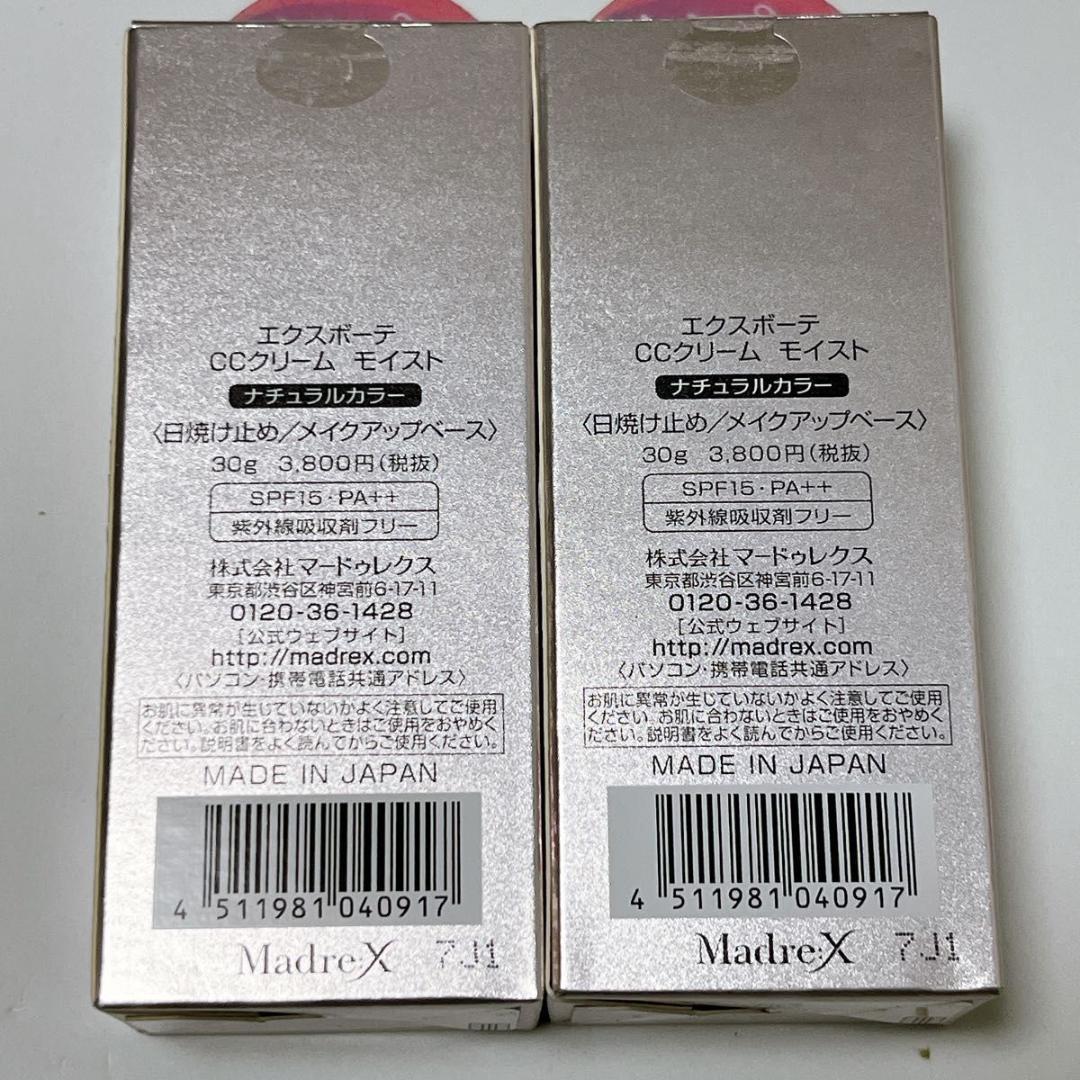 エクスボーテ
CCクリーム モイスト
ナチュラルカラー
〈日焼け止め/メイクアップベース〉
30g 3,800円(税抜)
SPF15・PA++
紫外線吸収剤フリー
株式会社マードゥレクス
東京都渋谷区神宮前6-17-11
0120-36-1428
[公式ウェブサイト]
http://madrex.com
〈パソコン・携帯電話共通アドレス〉
お肌に異常が生じていないかよく注意してご使用
ください。お肌に合わないときはご使用をおやめく
ださい。説明書をよく読んでからご使用ください。
MADE IN JAPAN
4 511981 040917
Madre:X 7J1
エクスボーテ
CCクリーム モイスト
ナチュラルカラー
〈日焼け止め/メイクアップベース〉
30g 3,800円(税抜)
SPF15・PA++
紫外線吸収剤フリー
株式会社マードゥレクス
東京都渋谷区神宮前6-17-11
0120-36-1428
[公式ウェブサイト]
http://madrex.com
〈パソコン・携帯電話共通アドレス〉
お肌に異常が生じていないかよく注意してご使用
ください。お肌に合わないときはご使用をおやめく
ださい。説明書をよく読んでからご使用ください。
MADE IN JAPAN
4 511981 040917
Madre:X 7J1